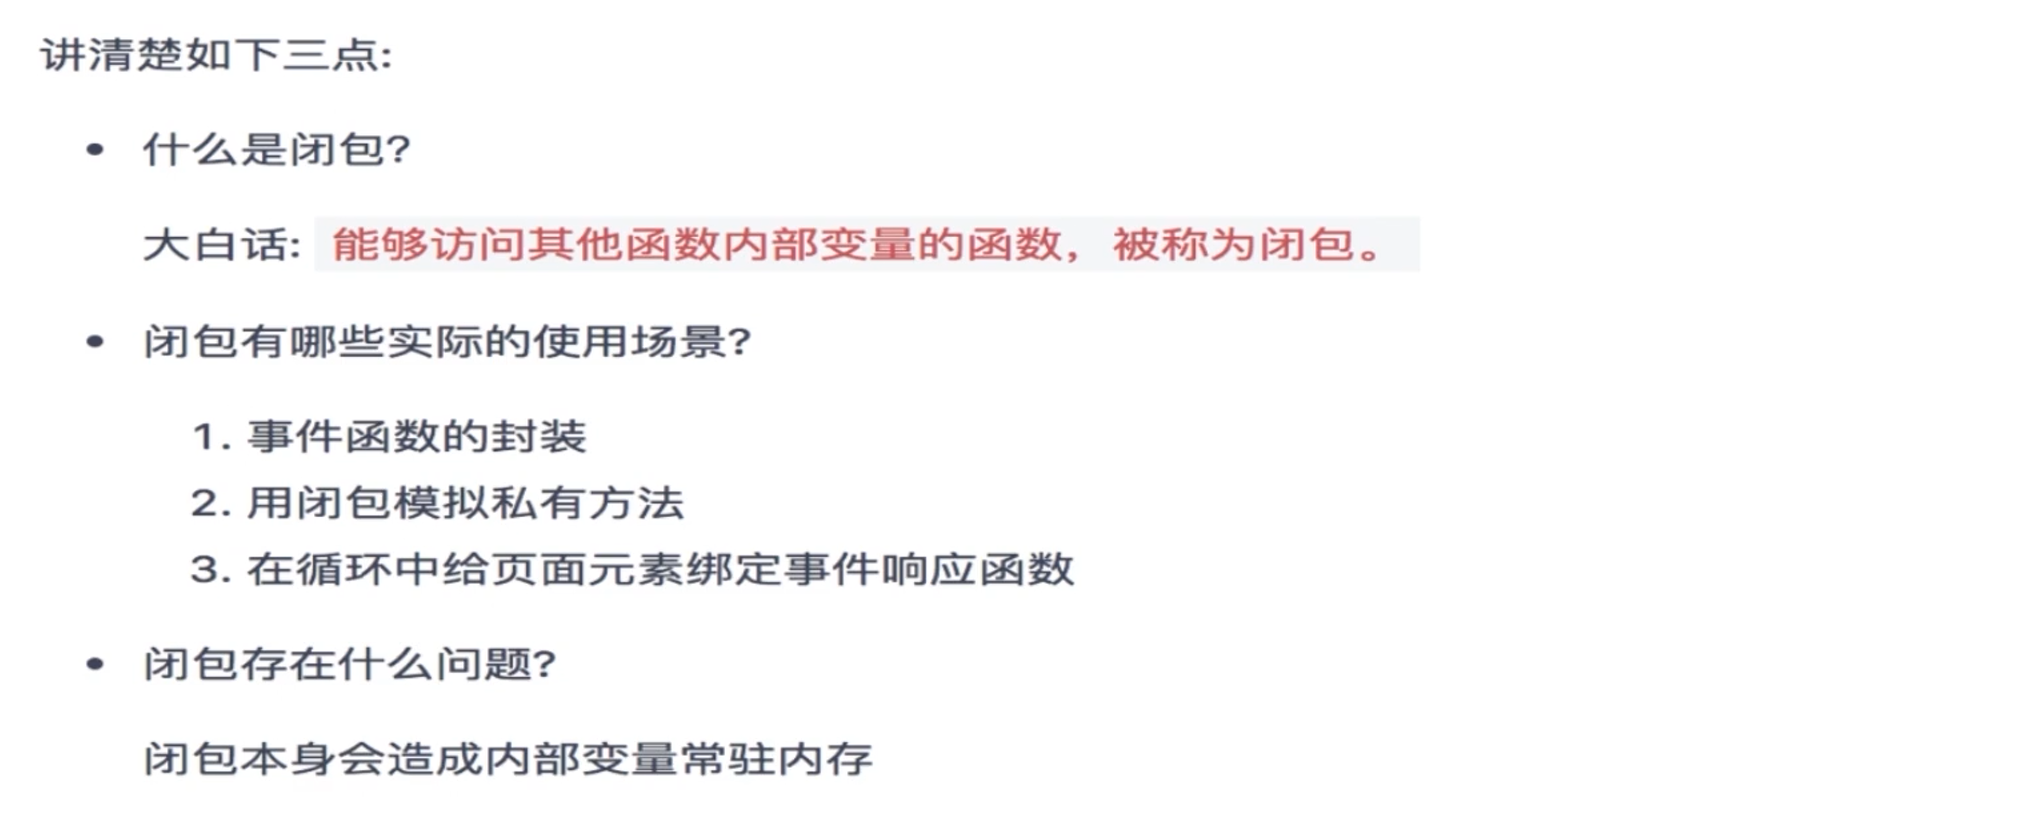 讲清楚如下三点:
• 什么是闭包?
大白话: 能够访问其他函数内部变量的函数，被称为闭包。
• 闭包有哪些实际的使用场景?
1. 事件函数的封装
2. 用闭包模拟私有方法
3. 在循环中给页面元素绑定事件响应函数
• 闭包存在什么问题?
闭包本身会造成内部变量常驻内存